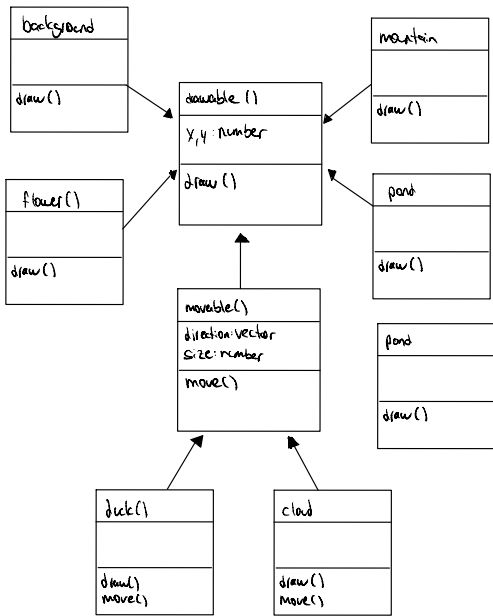 background
draw()
mountain
draw()
drawable ()
x,y: number
draw()
flower()
draw()
pond
draw()
moveable()
direction: vector
size: number
move()
pond
draw()
duck()
draw()
move()
cloud
draw()
move()